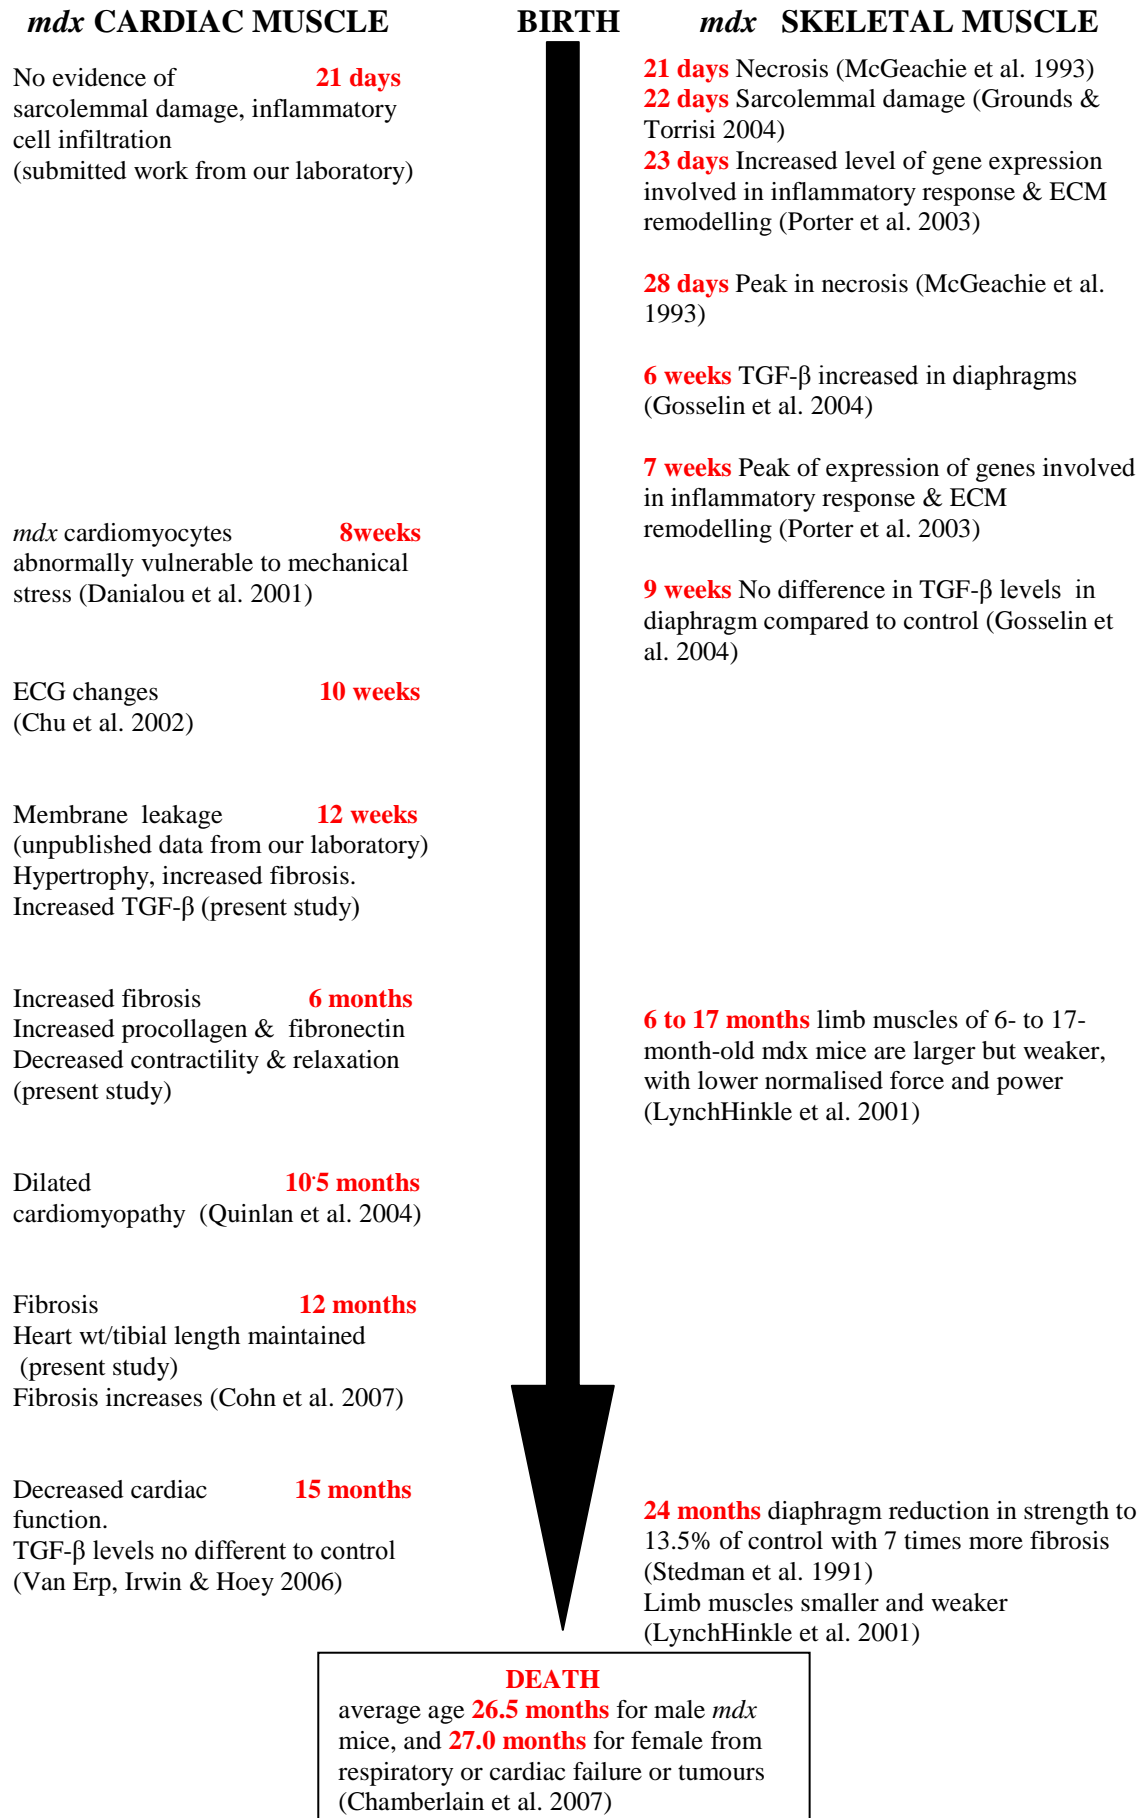 mdx CARDIAC MUSCLE
No evidence of 21 days
sarcolemmal damage, inflammatory
cell infiltration
(submitted work from our laboratory)
mdx cardiomyocytes 8weeks
abnormally vulnerable to mechanical
stress (Danialou et al. 2001)
ECG changes 10 weeks
(Chu et al. 2002)
Membrane leakage 12 weeks
(unpublished data from our laboratory)
Hypertrophy, increased fibrosis.
Increased TGF-β (present study)
Increased fibrosis 6 months
Increased procollagen & fibronectin
Decreased contractility & relaxation
(present study)
Dilated 10·5 months
cardiomyopathy (Quinlan et al. 2004)
Fibrosis 12 months
Heart wt/tibial length maintained
(present study)
Fibrosis increases (Cohn et al. 2007)
Decreased cardiac 15 months
function.
TGF-β levels no different to control
(Van Erp, Irwin & Hoey 2006)
BIRTH
mdx SKELETAL MUSCLE
21 days Necrosis (McGeachie et al. 1993)
22 days Sarcolemmal damage (Grounds &
Torrisi 2004)
23 days Increased level of gene expression
involved in inflammatory response & ECM
remodelling (Porter et al. 2003)
28 days Peak in necrosis (McGeachie et al.
1993)
6 weeks TGF-β increased in diaphragms
(Gosselin et al. 2004)
7 weeks Peak of expression of genes involved
in inflammatory response & ECM
remodelling (Porter et al. 2003)
9 weeks No difference in TGF-β levels in
diaphragm compared to control (Gosselin et
al. 2004)
6 to 17 months limb muscles of 6- to 17-
month-old mdx mice are larger but weaker,
with lower normalised force and power
(LynchHinkle et al. 2001)
24 months diaphragm reduction in strength to
13.5% of control with 7 times more fibrosis
(Stedman et al. 1991)
Limb muscles smaller and weaker
(LynchHinkle et al. 2001)
DEATH
average age 26.5 months for male mdx
mice, and 27.0 months for female from
respiratory or cardiac failure or tumours
(Chamberlain et al. 2007)